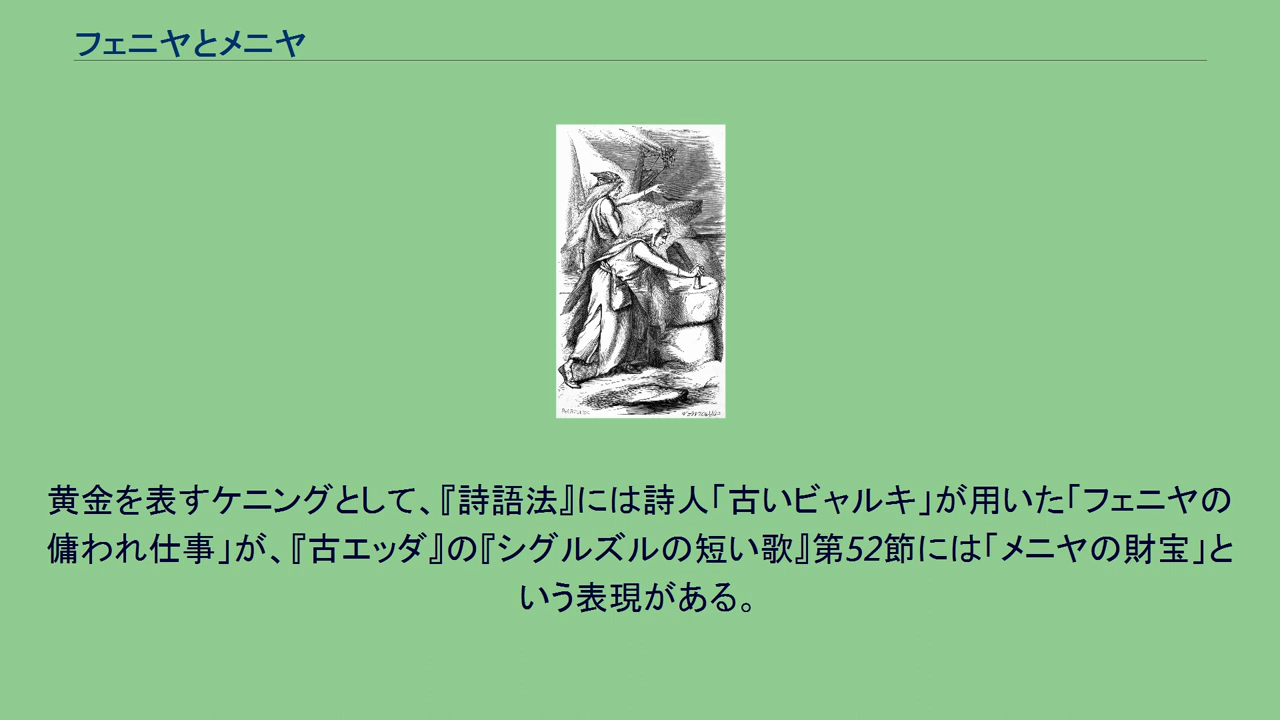 フェニヤとメニヤ
黄金を表すケニングとして、『詩語法』には詩人「古いビャルキ」が用いた「フェニヤの
傭われ仕事」が、『古エッダ』の『シグルズルの短い歌』第52節には「メニヤの財宝」と
いう表現がある。